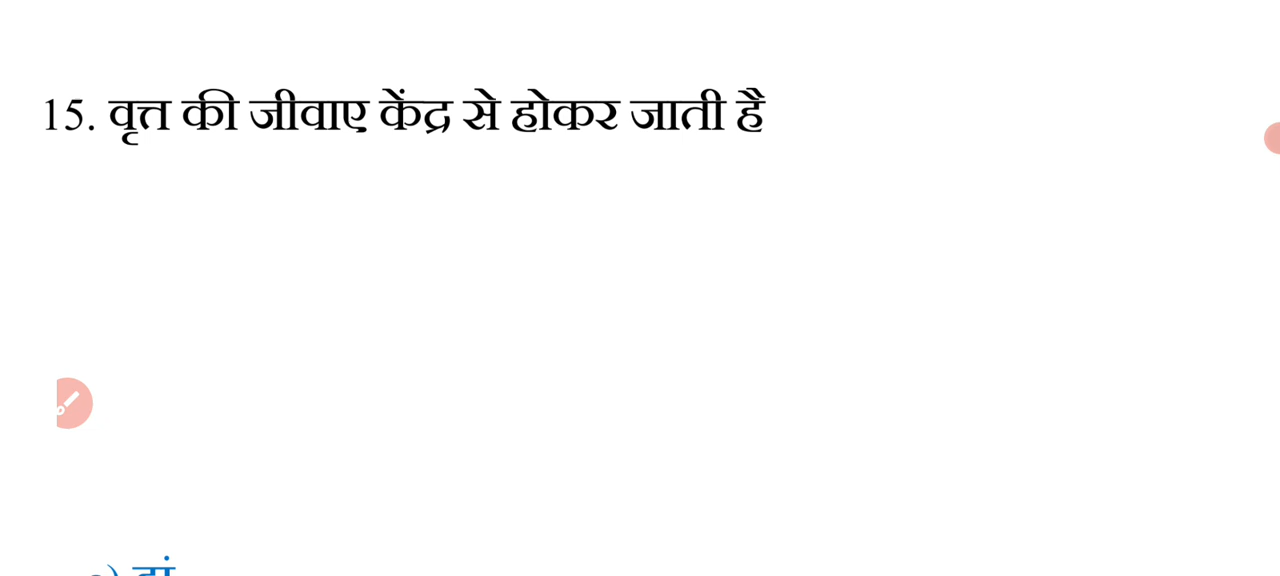 15. वृत्त की जीवाए केंद्र से होकर जाती है